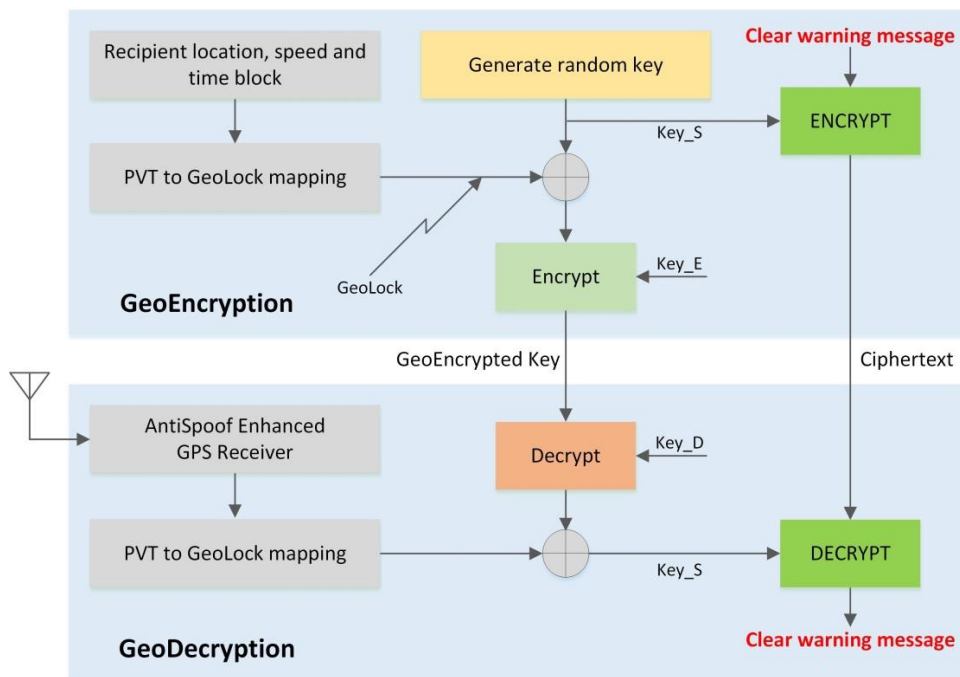 Recipient location, speed and
time block
Generate random key
Clear warning message
ENCRYPT
Key_S
PVT to GeoLock mapping
Encrypt
Key_E
GeoLock
GeoEncryption
GeoEncrypted Key
Ciphertext
AntiSpoof Enhanced
GPS Receiver
Decrypt
Key_D
PVT to GeoLock mapping
Key_S
DECRYPT
Clear warning message
GeoDecryption